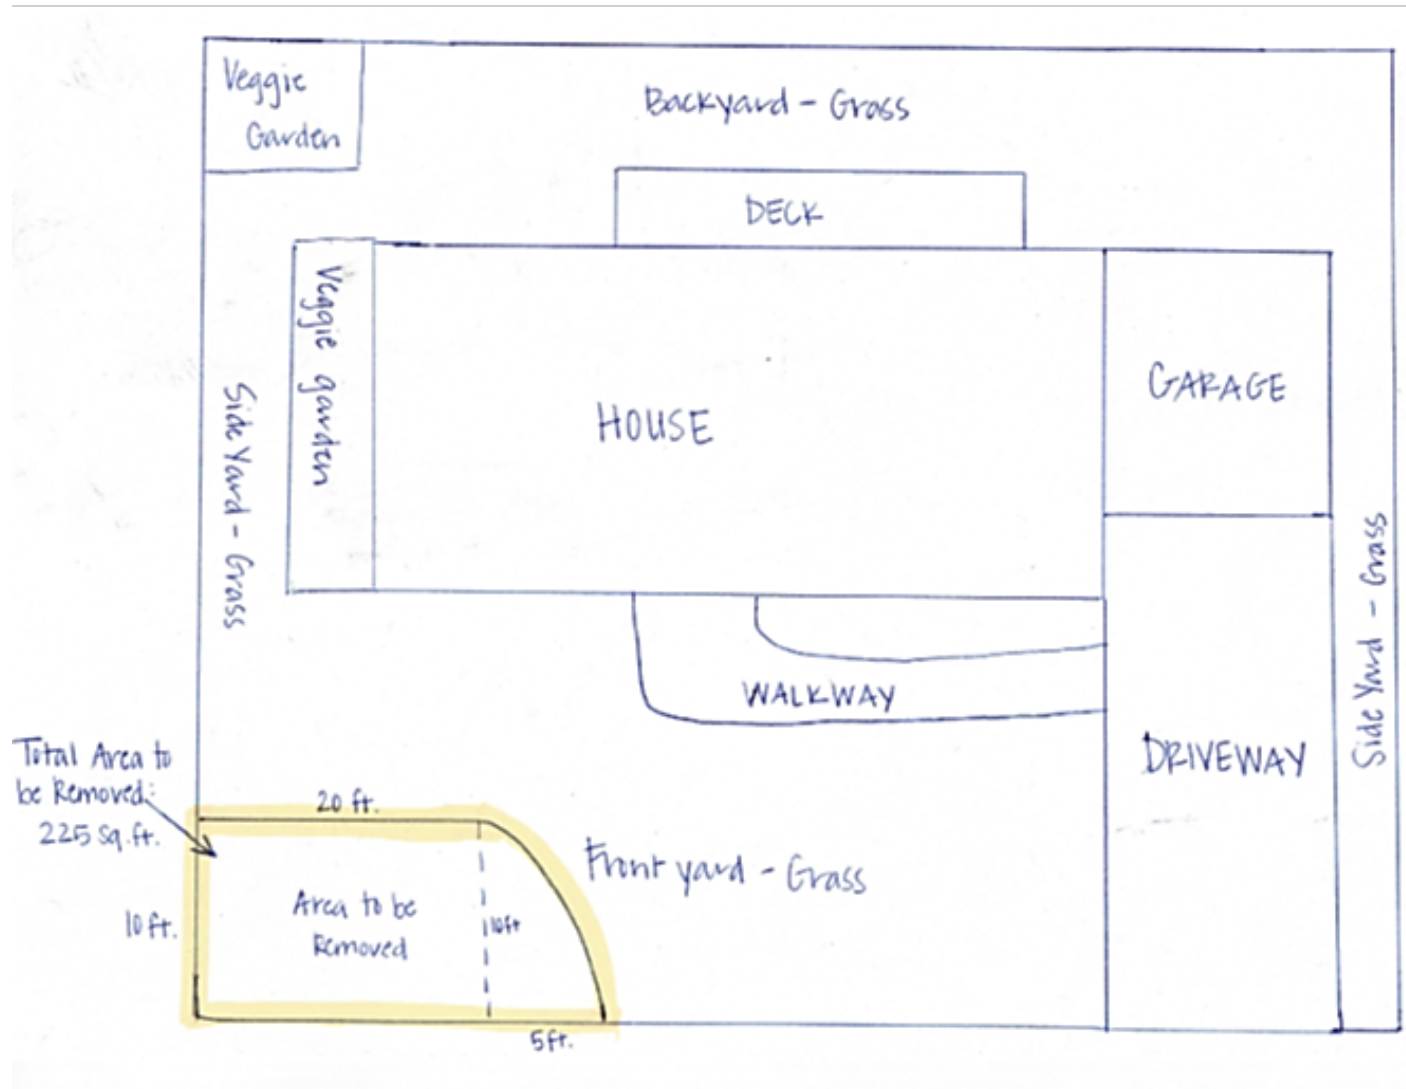 Veggie
Garden
Backyard - Grass
DECK
Veggie garden
HOUSE
GARAGE
Side Yard - Grass
Side Yard - Grass
WALKWAY
DRIVEWAY
Total Area to
be Removed:
225 sq.ft.
20 ft.
Front yard - Grass
10 ft.
Area to be
Removed
10ft
5ft.